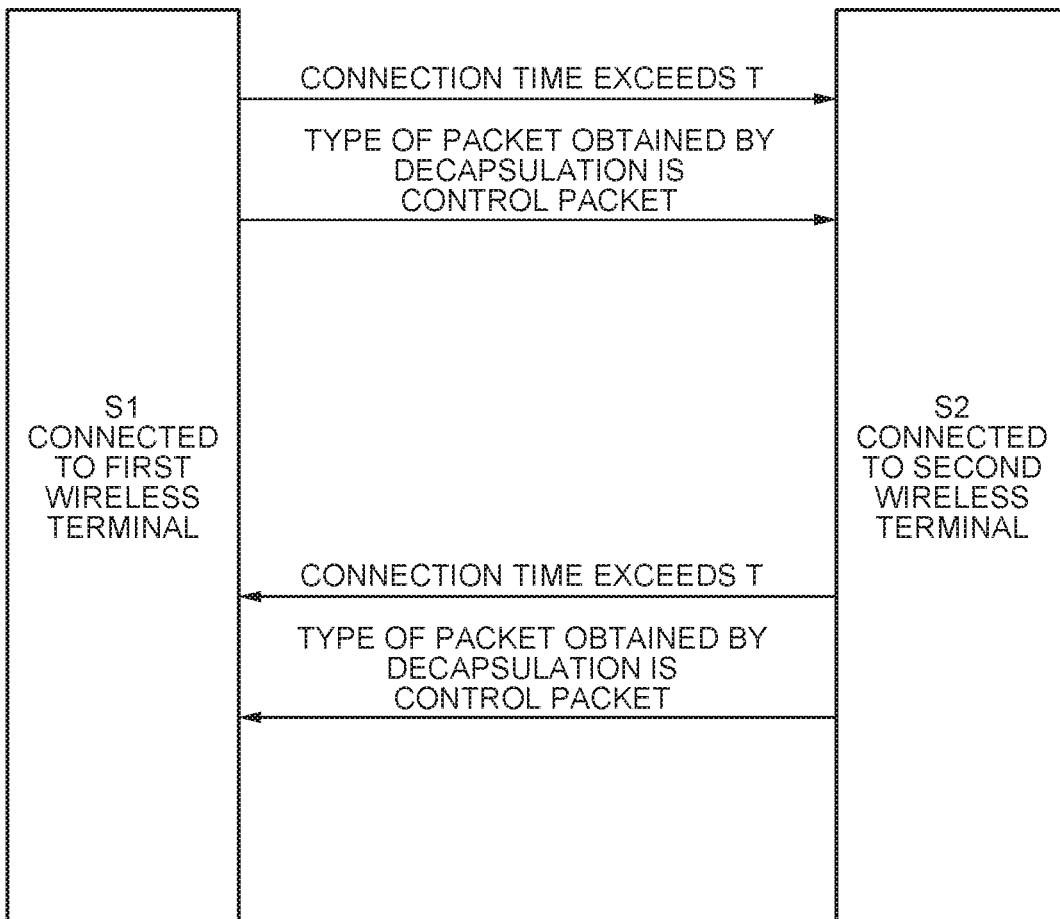 CONNECTION TIME EXCEEDS T
TYPE OF PACKET OBTAINED BY
DECAPSULATION IS
CONTROL PACKET
S1
CONNECTED
TO FIRST
WIRELESS
TERMINAL
S2
CONNECTED
TO SECOND
WIRELESS
TERMINAL
CONNECTION TIME EXCEEDS T
TYPE OF PACKET OBTAINED BY
DECAPSULATION IS
CONTROL PACKET